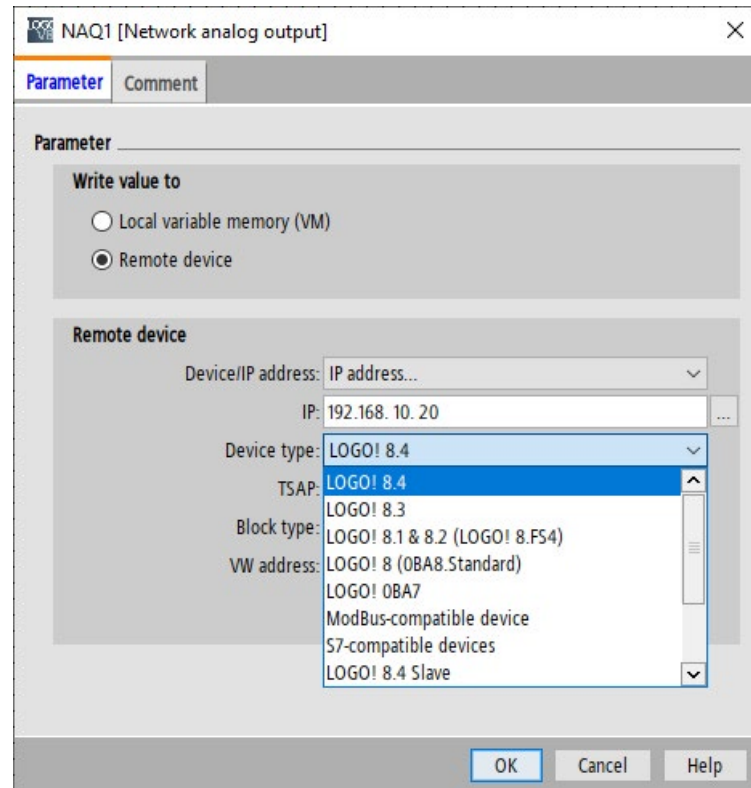 NAQ1 [Network analog output]
Parameter Comment
Parameter
Write value to
Local variable memory (VM)
Remote device
Remote device
Device/IP address: IP address...
IP: 192.168. 10. 20 ...
Device type: LOGO! 8.4
TSAP: LOGO! 8.4
LOGO! 8.3
Block type: LOGO! 8.1 & 8.2 (LOGO! 8.FS4)
VW address: LOGO! 8 (0BA8.Standard)
LOGO! 0BA7
ModBus-compatible device
S7-compatible devices
LOGO! 8.4 Slave
OK Cancel Help